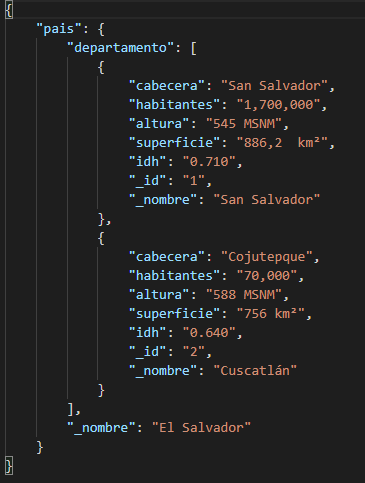 {
    "pais": {
        "departamento": [
            {
                "cabecera": "San Salvador",
                "habitantes": "1,700,000",
                "altura": "545 MSNM",
                "superficie": "886,2  km²",
                "idh": "0.710",
                "_id": "1",
                "_nombre": "San Salvador"
            },
            {
                "cabecera": "Cojutepque",
                "habitantes": "70,000",
                "altura": "588 MSNM",
                "superficie": "756 km²",
                "idh": "0.640",
                "_id": "2",
                "_nombre": "Cuscatlán"
            }
        ],
        "_nombre": "El Salvador"
    }
}